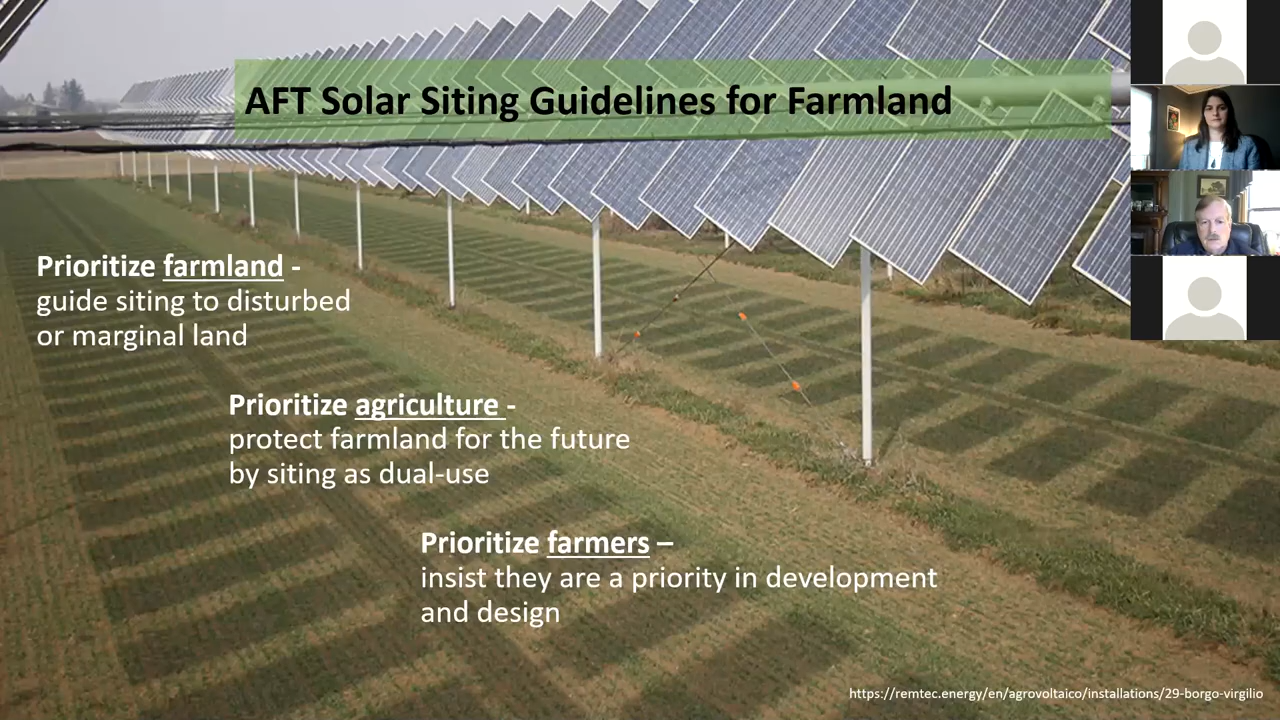 AFT Solar Siting Guidelines for Farmland
Prioritize farmland -
guide siting to disturbed
or marginal land
Prioritize agriculture -
protect farmland for the future
by siting as dual-use
Prioritize farmers –
insist they are a priority in development
and design
https://remtec.energy/en/agrovoltaico/installations/29-borgo-virgilio